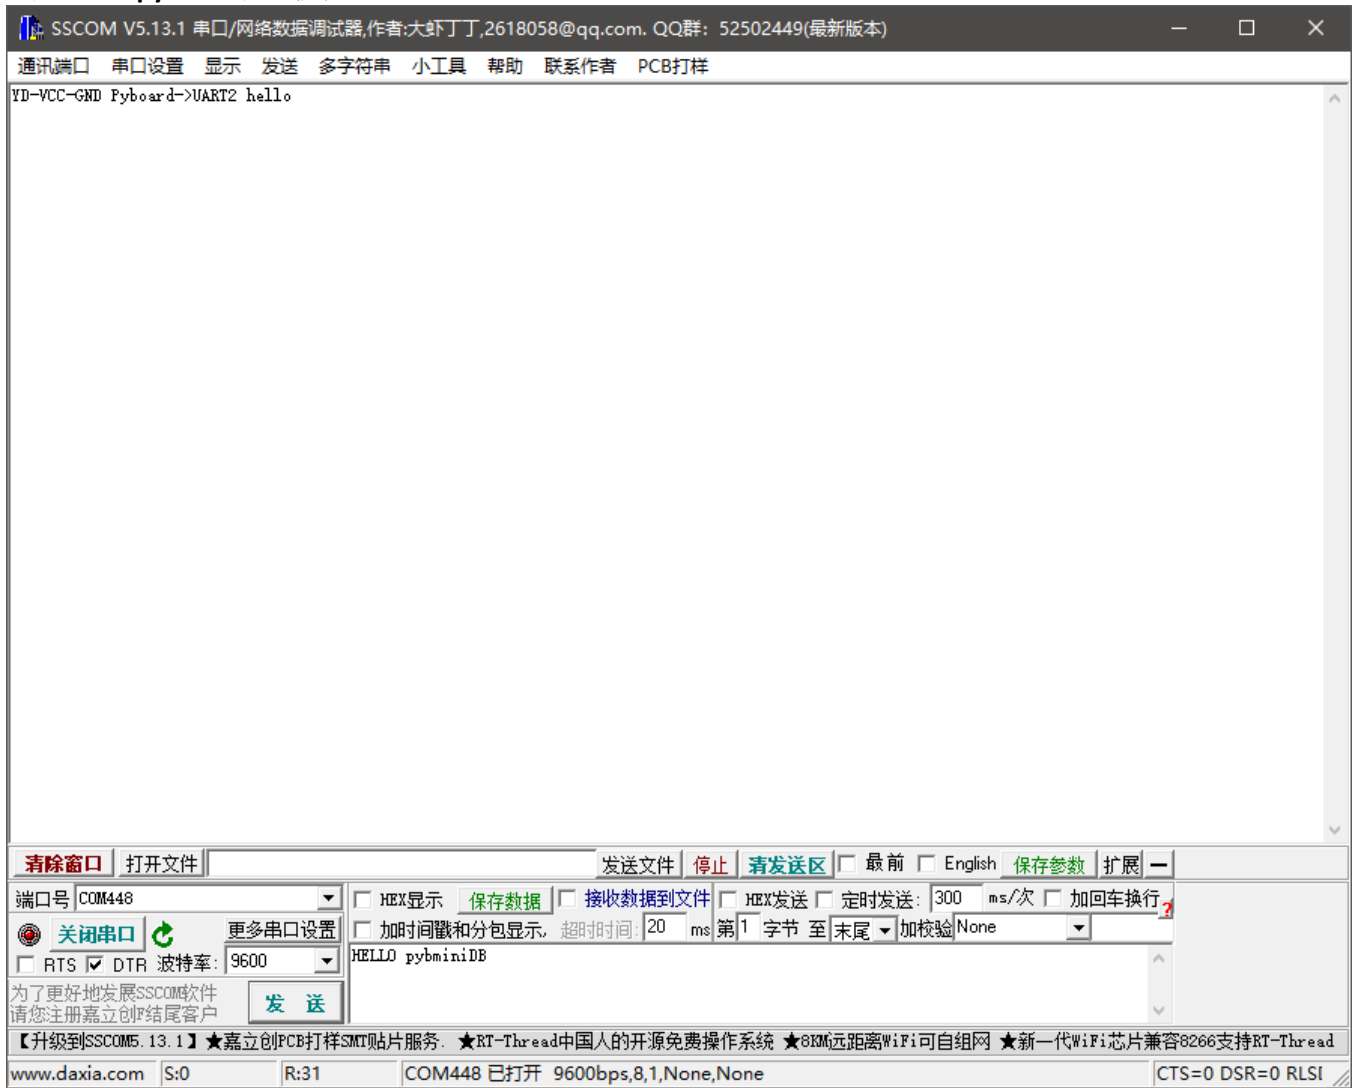 SSCOM V5.13.1 串口/网络数据调试器,作者:大虾丁丁,2618058@qq.com. QQ群: 52502449(最新版本)
通讯端口 串口设置 显示 发送 多字符串 小工具 帮助 联系作者 PCB打样
YD-VCC-GND Pyboard->UART2 hello
清除窗口 打开文件 发送文件 停止 清发送区 最前 English 保存参数 扩展 —
端口号 COM448 HEX显示 保存数据 接收数据到文件 HEX发送 定时发送: 300 ms/次 加回车换行 ?
关闭串口 更多串口设置 加时间戳和分包显示, 超时时间: 20 ms 第 1 字节 至 末尾 加校验 None
RTS DTR 波特率: 9600 HELLO pybminiDB
为了更好地发展SSCOM软件
请您注册嘉立创F结尾客户
发 送
【升级到SSCOM5.13.1】★嘉立创PCB打样SMT贴片服务. ★RT-Thread中国人的开源免费操作系统 ★8KM远距离WiFi可自组网 ★新一代WiFi芯片兼容8266支持RT-Thread
www.daxia.com S:0 R:31 COM448 已打开 9600bps,8,1,None,None CTS=0 DSR=0 RLSI